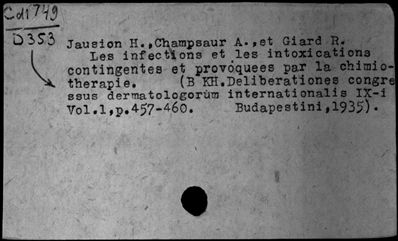 Cd1749
D353
Jausion H., Champsaur A., et Giard R.
Les infections et les intoxications
contingentes et provoquees par la chimio-
therapie. (B KH.Deliberationes congre
ssus dermatologorum internationalis IX-i
Vol.1,p.457-460. Budapestini,1935).